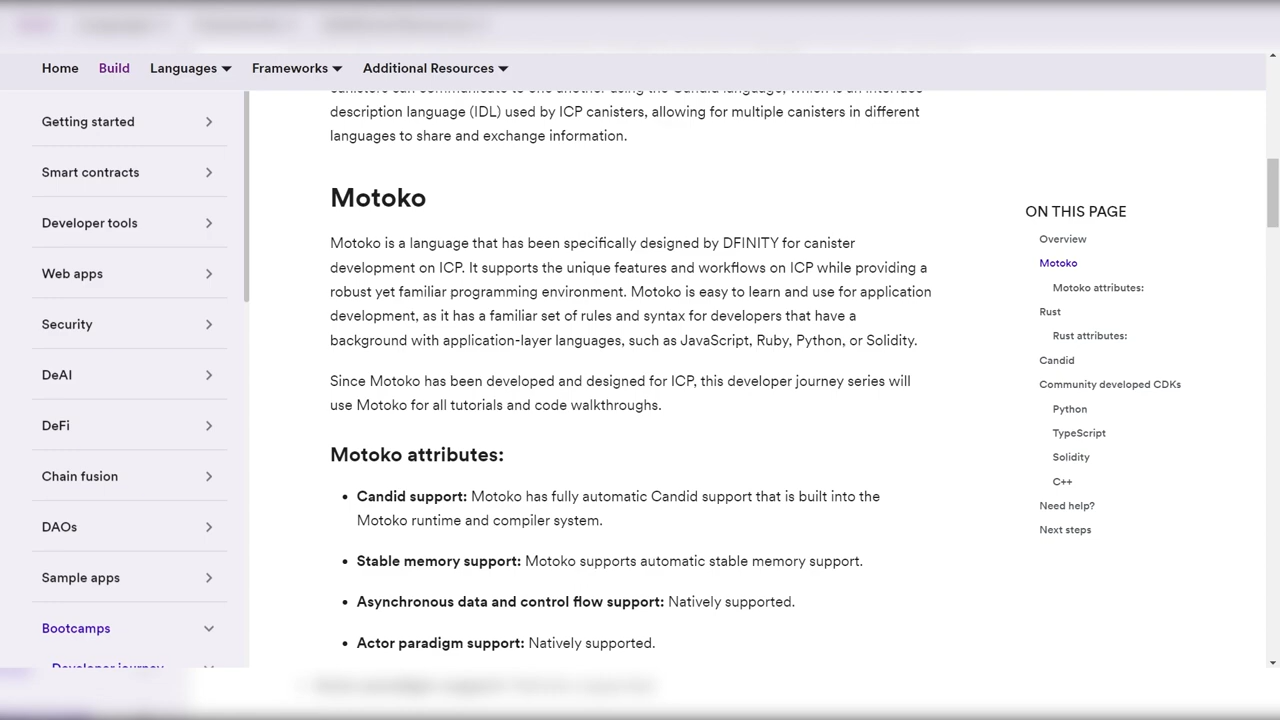 Home Build Languages Frameworks Additional Resources
Getting started
Smart contracts
Developer tools
Web apps
Security
DeAI
DeFi
Chain fusion
DAOs
Sample apps
Bootcamps
Developer journey
canisters can communicate to one another using the Candid language, which is an interface
description language (IDL) used by ICP canisters, allowing for multiple canisters in different
languages to share and exchange information.
Motoko
Motoko is a language that has been specifically designed by DFINITY for canister
development on ICP. It supports the unique features and workflows on ICP while providing a
robust yet familiar programming environment. Motoko is easy to learn and use for application
development, as it has a familiar set of rules and syntax for developers that have a
background with application-layer languages, such as JavaScript, Ruby, Python, or Solidity.
Since Motoko has been developed and designed for ICP, this developer journey series will
use Motoko for all tutorials and code walkthroughs.
Motoko attributes:
• Candid support: Motoko has fully automatic Candid support that is built into the
Motoko runtime and compiler system.
• Stable memory support: Motoko supports automatic stable memory support.
• Asynchronous data and control flow support: Natively supported.
• Actor paradigm support: Natively supported.
ON THIS PAGE
Overview
Motoko
Motoko attributes:
Rust
Rust attributes:
Candid
Community developed CDKs
Python
TypeScript
Solidity
C++
Need help?
Next steps